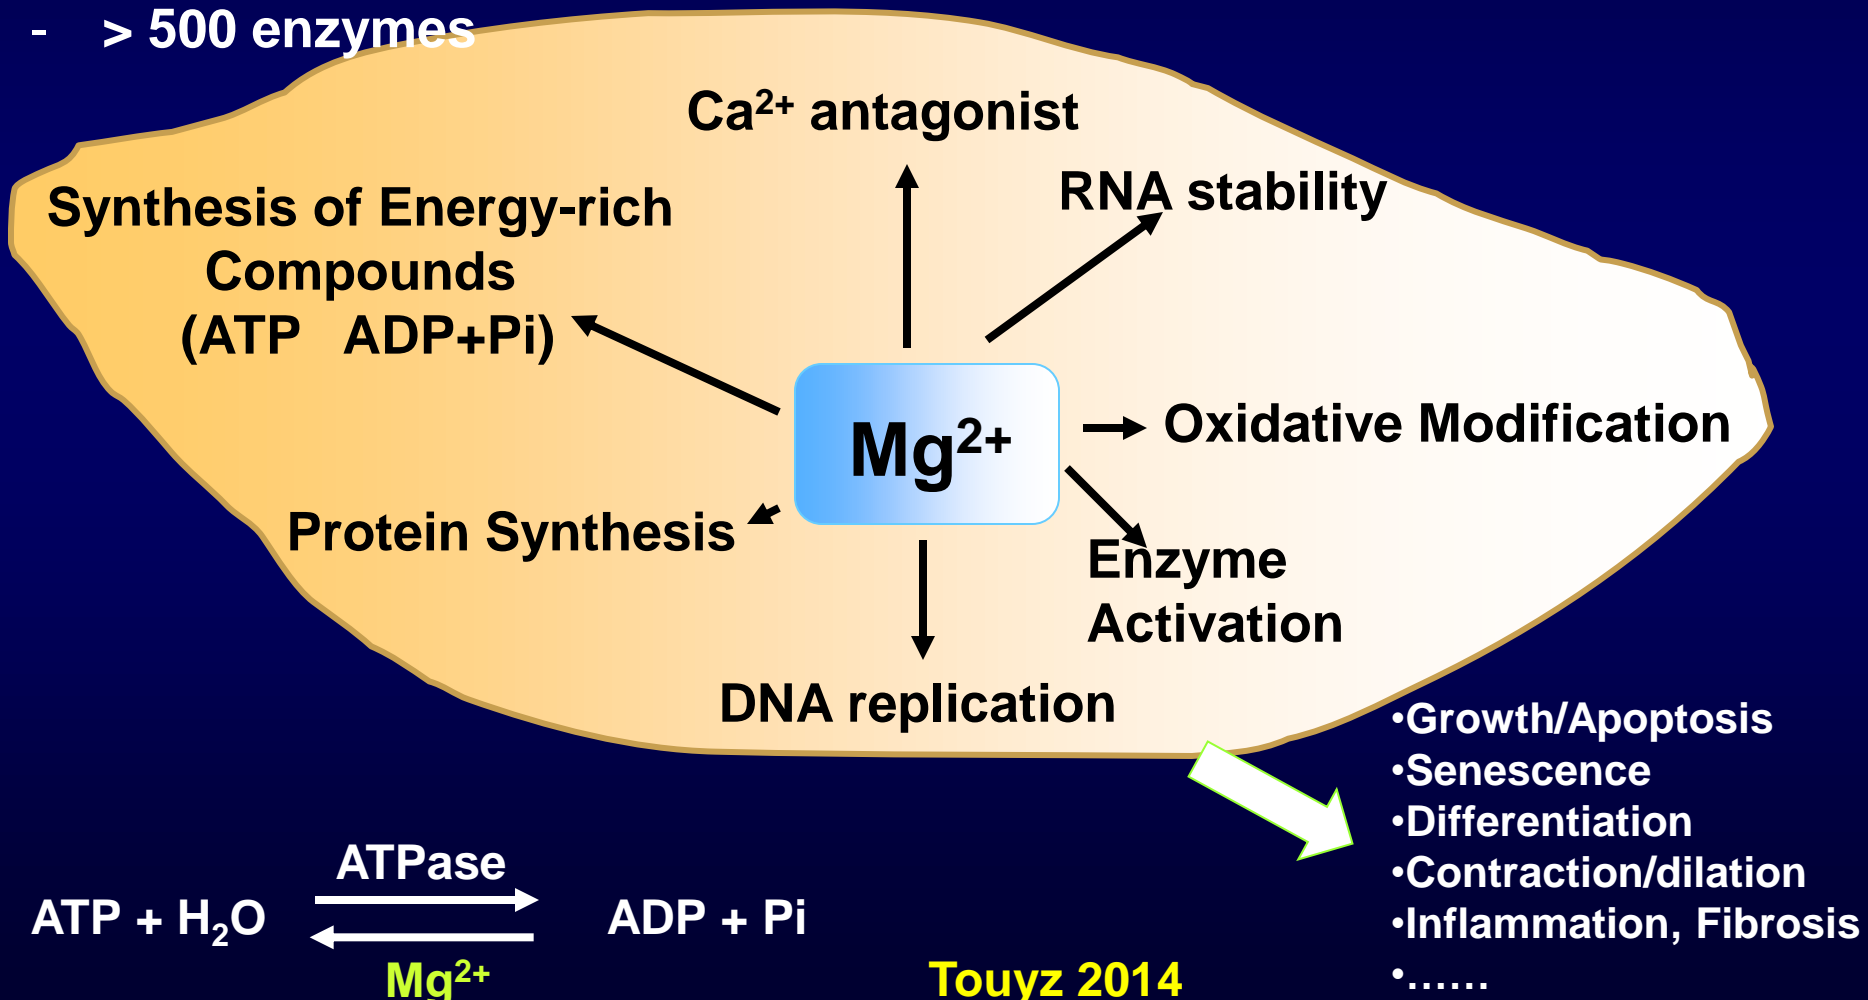 - > 500 enzymes
Ca²⁺ antagonist
RNA stability
Synthesis of Energy-rich
Compounds
(ATP ADP+Pi)
Mg²⁺
Oxidative Modification
Protein Synthesis
Enzyme
Activation
DNA replication
•Growth/Apoptosis
•Senescence
•Differentiation
•Contraction/dilation
•Inflammation, Fibrosis
•......
ATPase
ATP + H₂O ADP + Pi
Mg²⁺
Touyz 2014